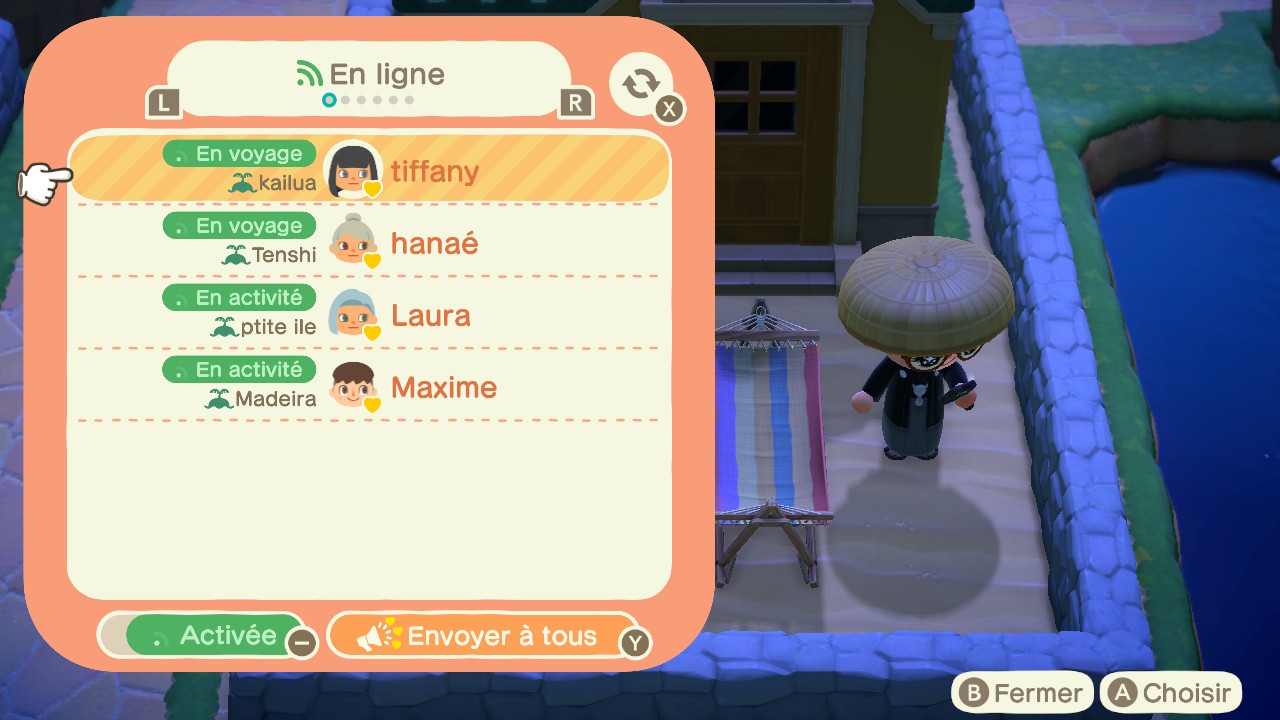 En ligne
L
R
X
En voyage
kailua
tiffany
En voyage
Tenshi
hanaé
En activité
ptite ile
Laura
En activité
Madeira
Maxime
Activée
Envoyer à tous
Y
B Fermer
A Choisir